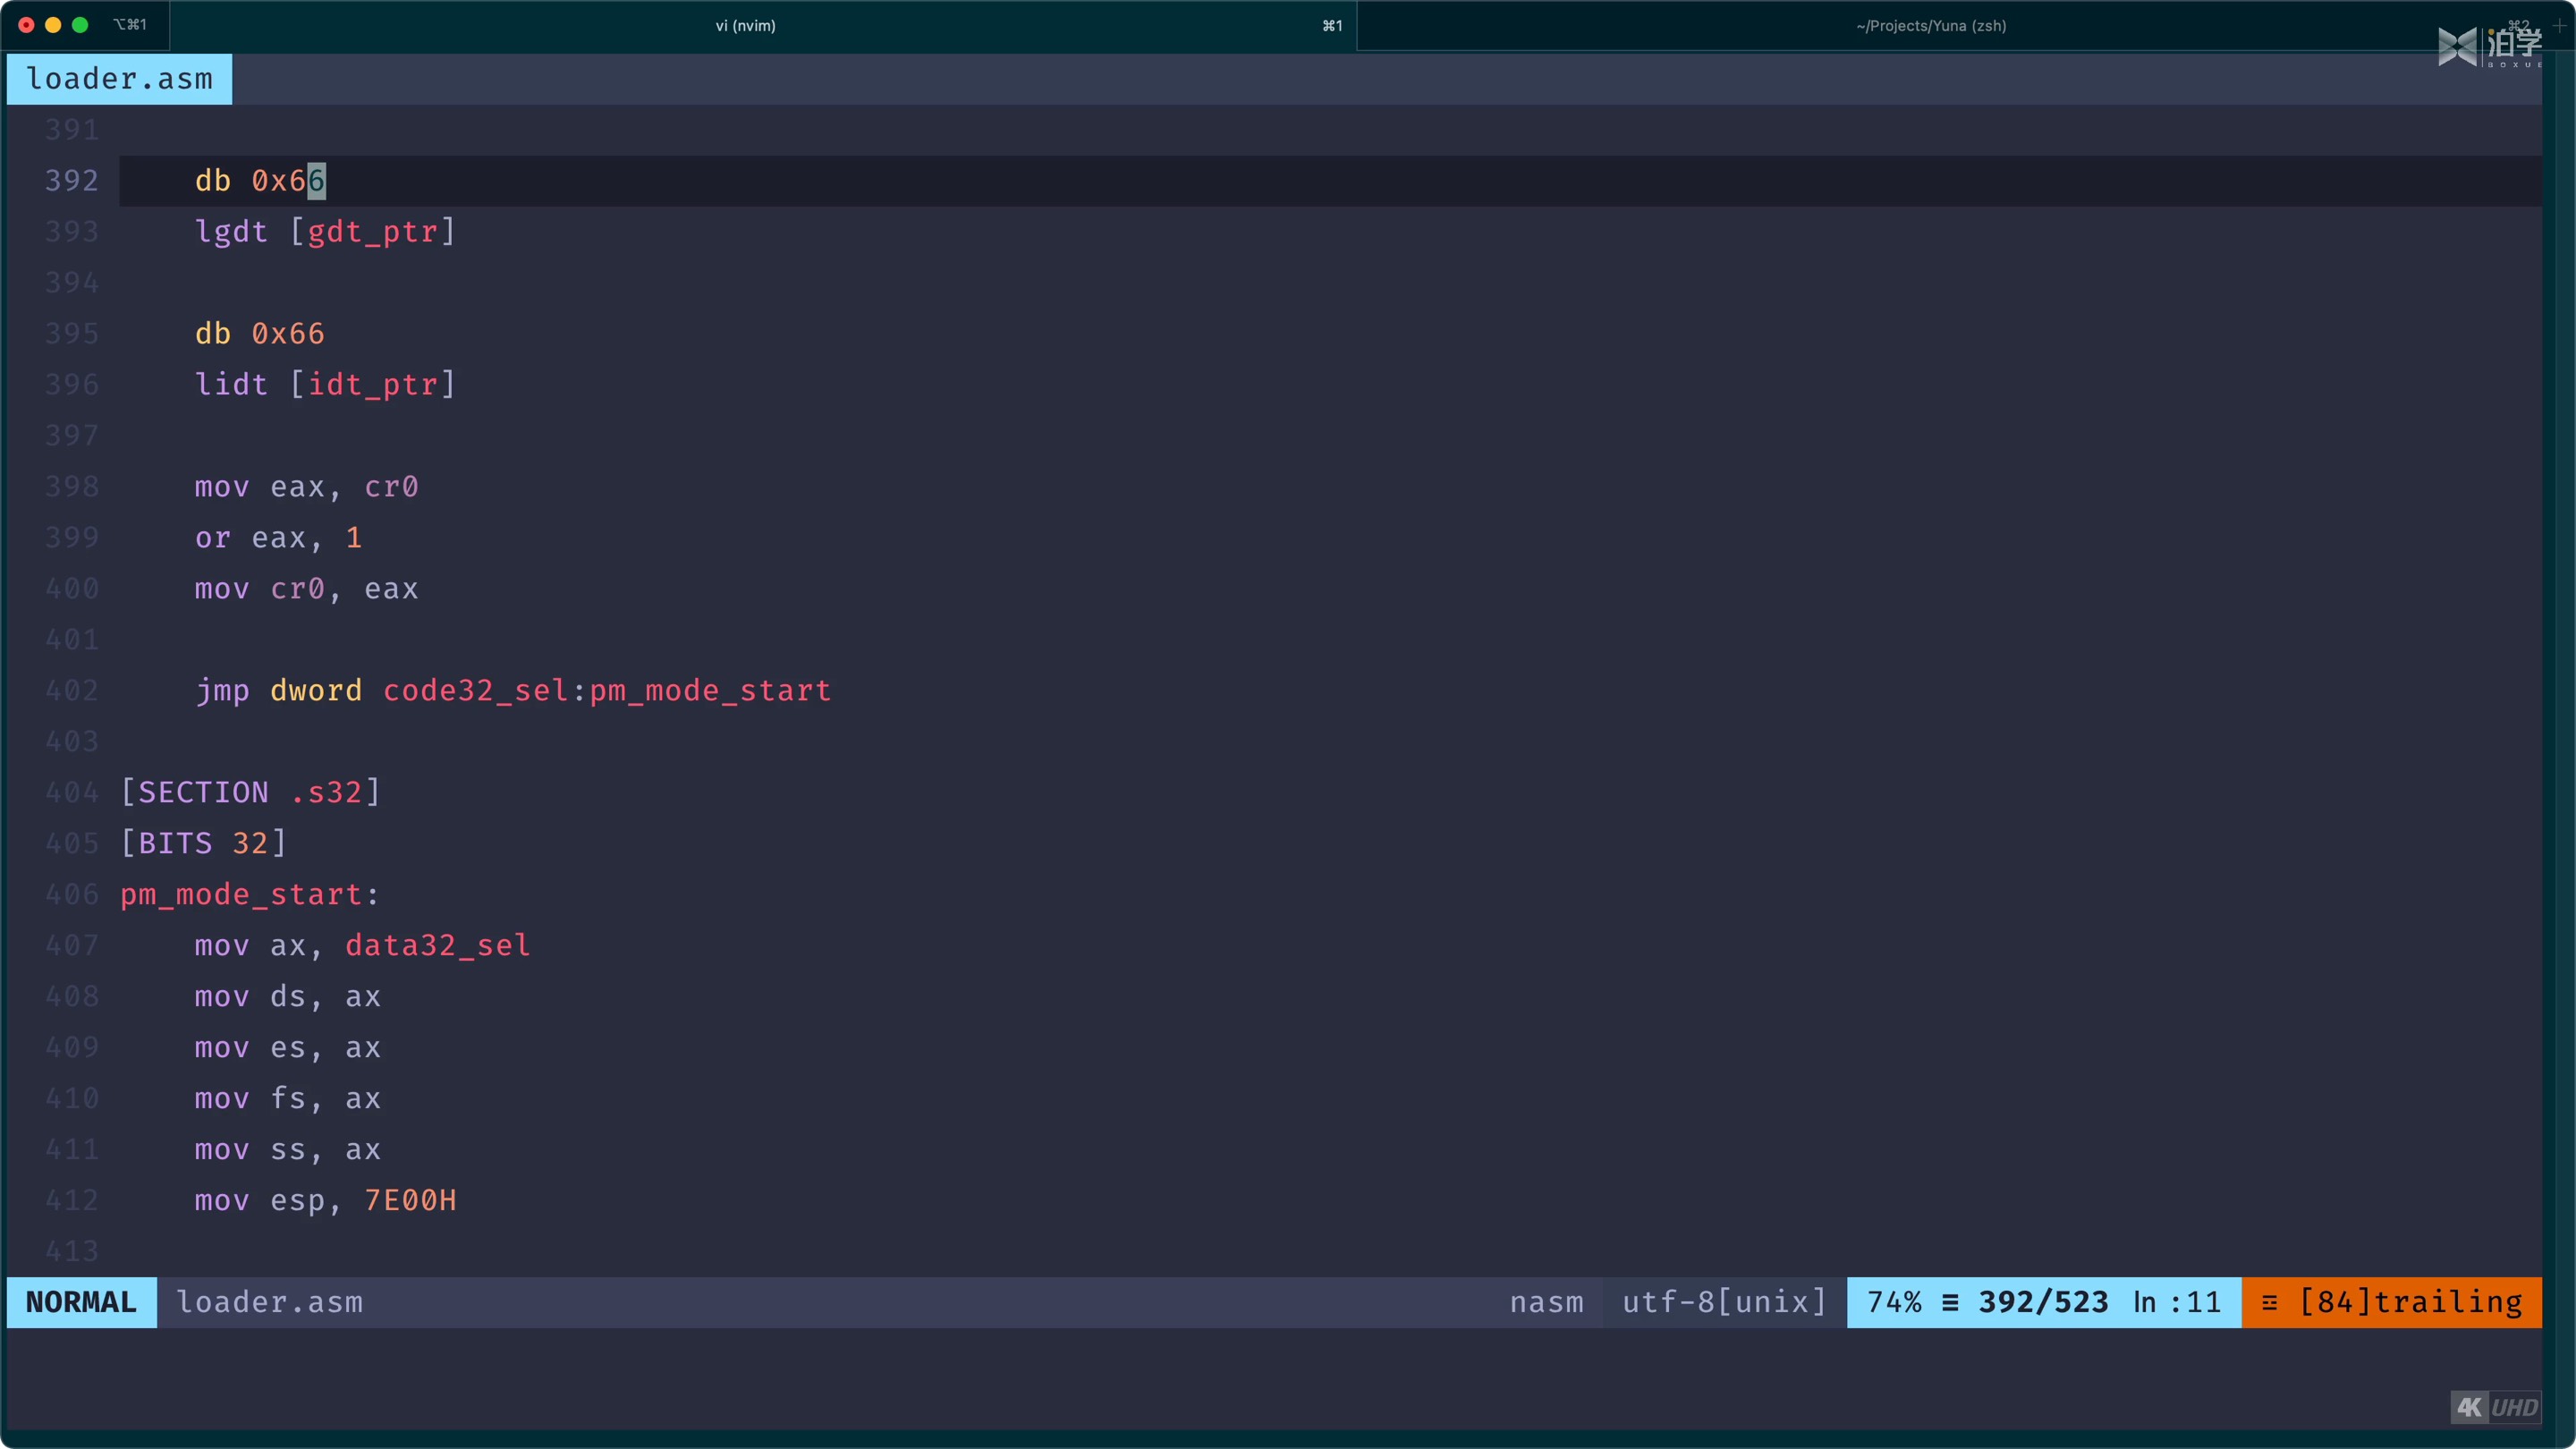 ⌥⌘1 vi (nvim) ⌘1 ~/Projects/Yuna (zsh) ⌘2
泊学
BOXUE
loader.asm
391
392 db 0x66
393 lgdt [gdt_ptr]
394
395 db 0x66
396 lidt [idt_ptr]
397
398 mov eax, cr0
399 or eax, 1
400 mov cr0, eax
401
402 jmp dword code32_sel:pm_mode_start
403
404 [SECTION .s32]
405 [BITS 32]
406 pm_mode_start:
407 mov ax, data32_sel
408 mov ds, ax
409 mov es, ax
410 mov fs, ax
411 mov ss, ax
412 mov esp, 7E00H
413
NORMAL loader.asm nasm utf-8[unix] 74% ≡ 392/523 ln :11 Ξ [84]trailing
4K UHD